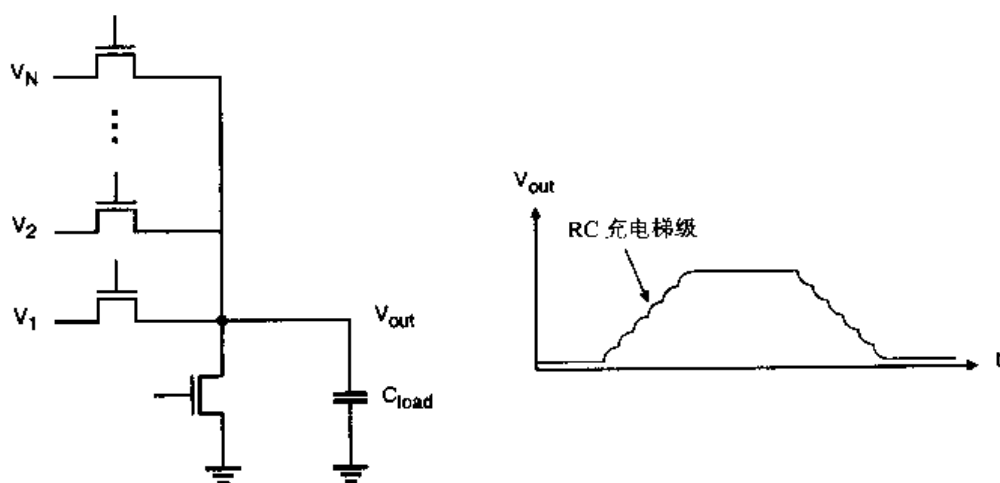 V_N
V_2
V_1
V_out
C_load
V_out
RC 充电梯级
t